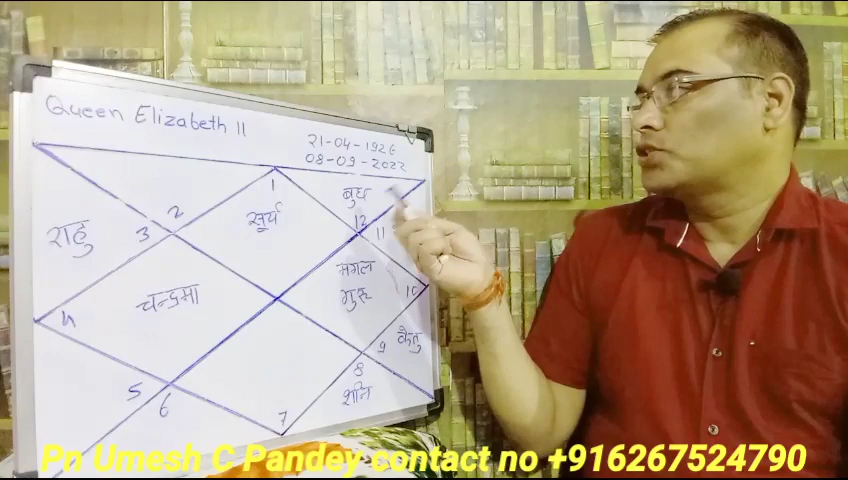 Queen Elizabeth II
21-04-1926
08-09-2022
1
बुध
2
सूर्य
12
राहु
3
11
मंगल
चन्द्रमा
गुरू
10
4
9
केतु
8
5
शनि
6
7
Pn Umesh C Pandey contact no +916267524790